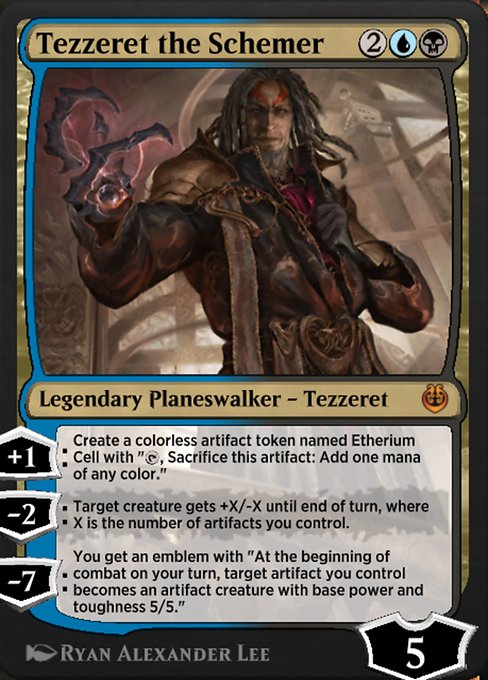 Tezzeret the Schemer 2
Legendary Planeswalker – Tezzeret
+1
Create a colorless artifact token named Etherium
Cell with ", Sacrifice this artifact: Add one mana
of any color."
-2
Target creature gets +X/-X until end of turn, where
X is the number of artifacts you control.
-7
You get an emblem with "At the beginning of
combat on your turn, target artifact you control
becomes an artifact creature with base power and
toughness 5/5."
5
Ryan Alexander Lee